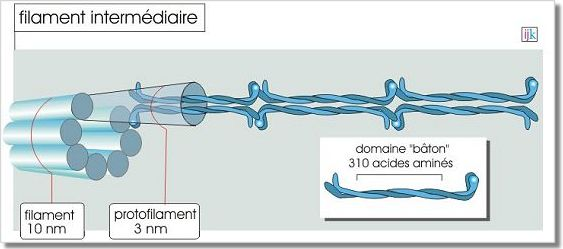 filament intermédiaire
ijk
domaine "bâton"
310 acides aminés
filament
10 nm
protofilament
3 nm